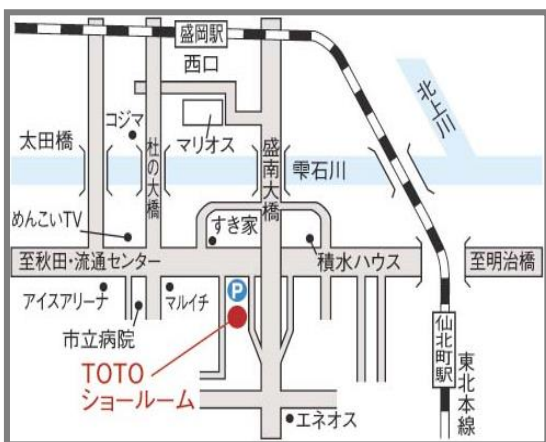 盛岡駅
西口
北上川
コジマ
太田橋
杜の大橋
マリオス
盛南大橋
雫石川
めんこいTV
すき家
至秋田・流通センター
積水ハウス
至明治橋
アイスアリーナ
マルイチ
P
市立病院
仙北町駅
東北本線
TOTO
ショールーム
エネオス